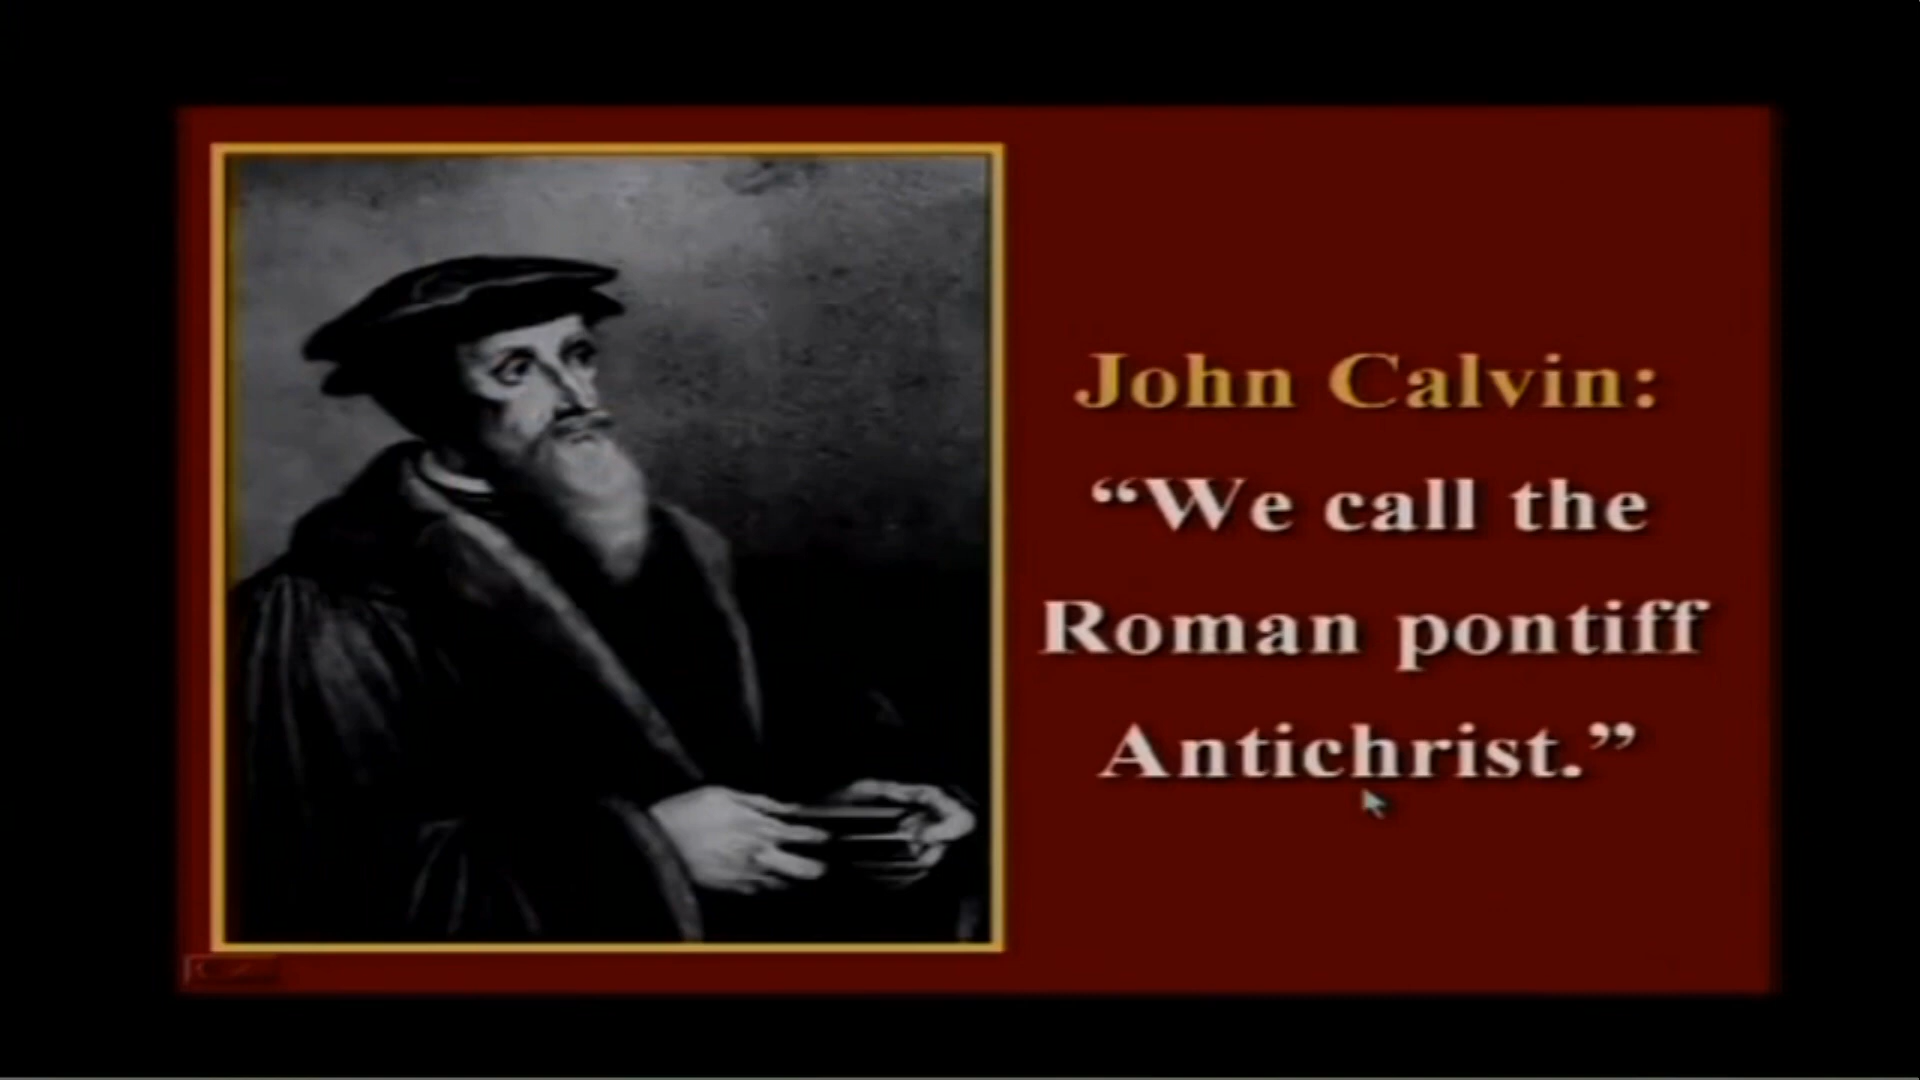 John Calvin:
“We call the
Roman pontiff
Antichrist.”